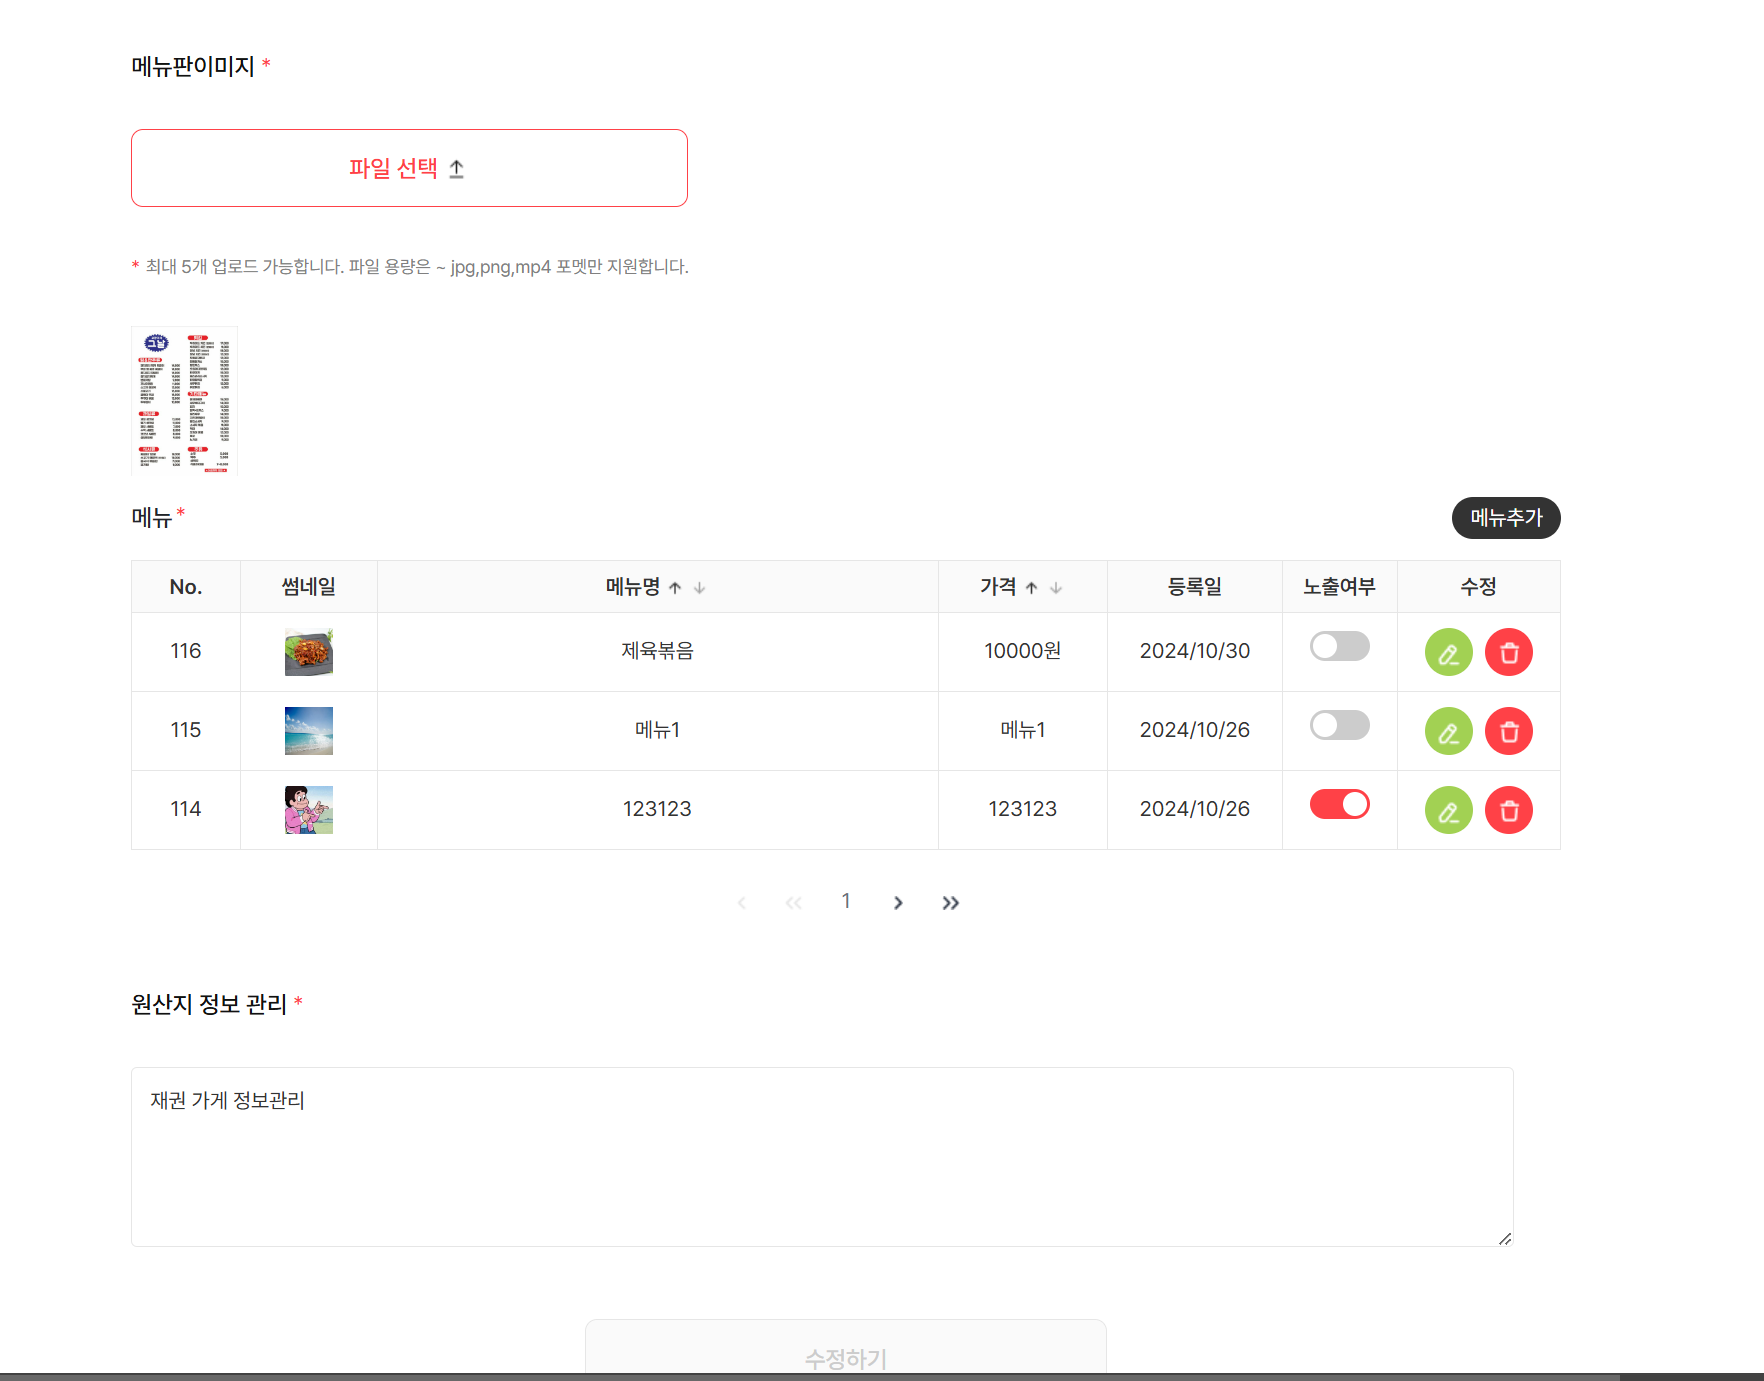 메뉴판이미지 *
파일 선택
* 최대 5개 업로드 가능합니다. 파일 용량은 ~ jpg,png,mp4 포멧만 지원합니다.
그날
메뉴 *
메뉴추가
No. 썸네일 메뉴명 가격 등록일 노출여부 수정
116 제육볶음 10000원 2024/10/30
115 메뉴1 메뉴1 2024/10/26
114 123123 123123 2024/10/26
1
원산지 정보 관리 *
재권 가게 정보관리
수정하기